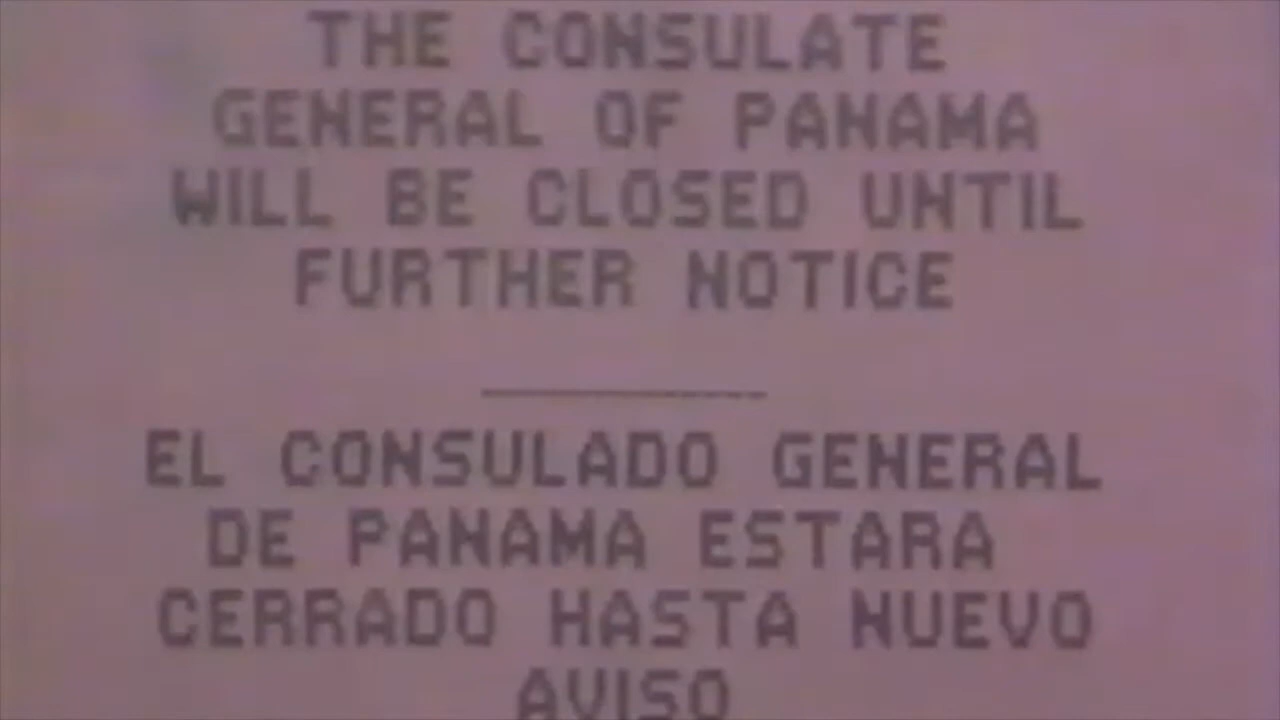 THE CONSULATE
GENERAL OF PANAMA
WILL BE CLOSED UNTIL
FURTHER NOTICE
EL CONSULADO GENERAL
DE PANAMA ESTARA
CERRADO HASTA NUEVO
AVISO